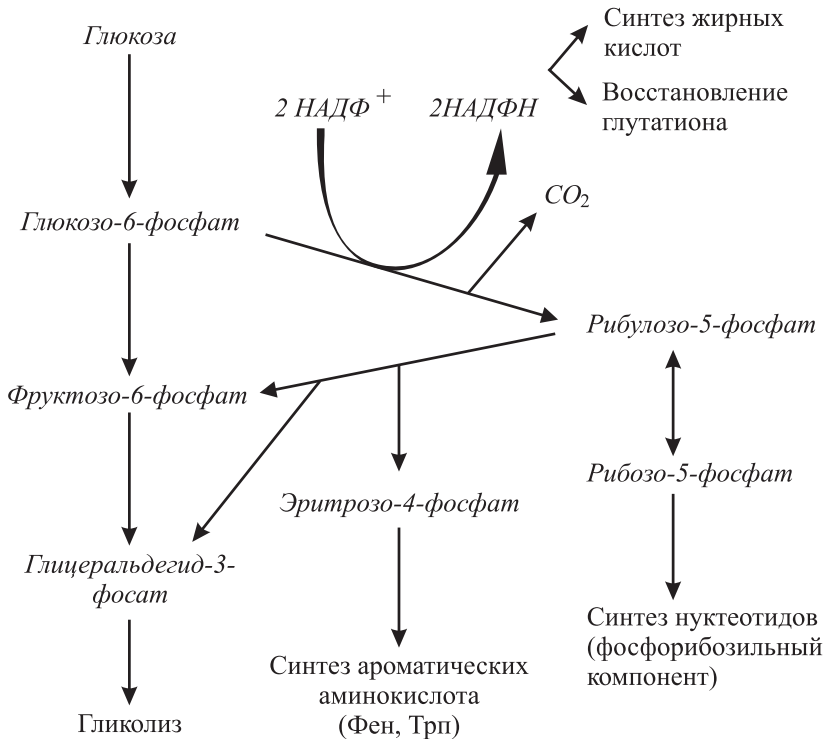 Глюкоза
Синтез жирных
кислот
2 НАДФ +
2НАДФН
Восстановление
глутатиона
CO2
Глюкозо-6-фосфат
Рибулозо-5-фосфат
Фруктозо-6-фосфат
Рибозо-5-фосфат
Эритрозо-4-фосфат
Глицеральдегид-3-
фосат
Синтез нуктеотидов
(фосфорибозильный
компонент)
Синтез ароматических
аминокислота
(Фен, Трп)
Гликолиз